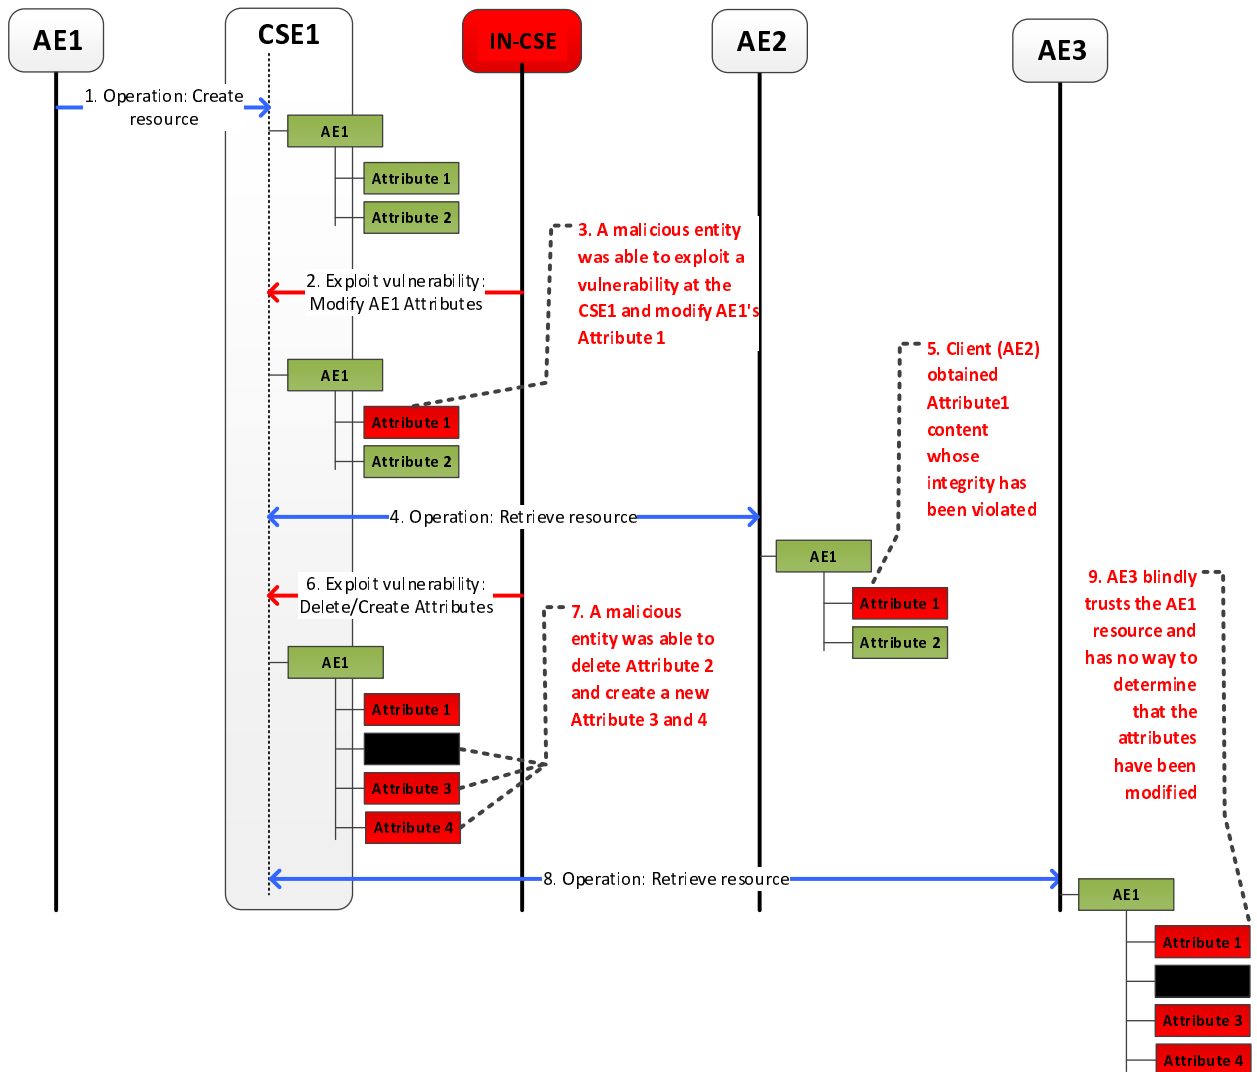 AE1
CSE1
IN-CSE
AE2
AE3
1. Operation: Create
resource
AE1
Attribute 1
Attribute 2
2. Exploit vulnerability:
Modify AE1 Attributes
3. A malicious entity
was able to exploit a
vulnerability at the
CSE1 and modify AE1's
Attribute 1
AE1
Attribute 1
Attribute 2
4. Operation: Retrieve resource
5. Client (AE2)
obtained
Attribute1
content
whose
integrity has
been violated
AE1
Attribute 1
Attribute 2
6. Exploit vulnerability:
Delete/Create Attributes
7. A malicious
entity was able to
delete Attribute 2
and create a new
Attribute 3 and 4
AE1
Attribute 1
Attribute 3
Attribute 4
8. Operation: Retrieve resource
9. AE3 blindly
trusts the AE1
resource and
has no way to
determine
that the
attributes
have been
modified
AE1
Attribute 1
Attribute 3
Attribute 4